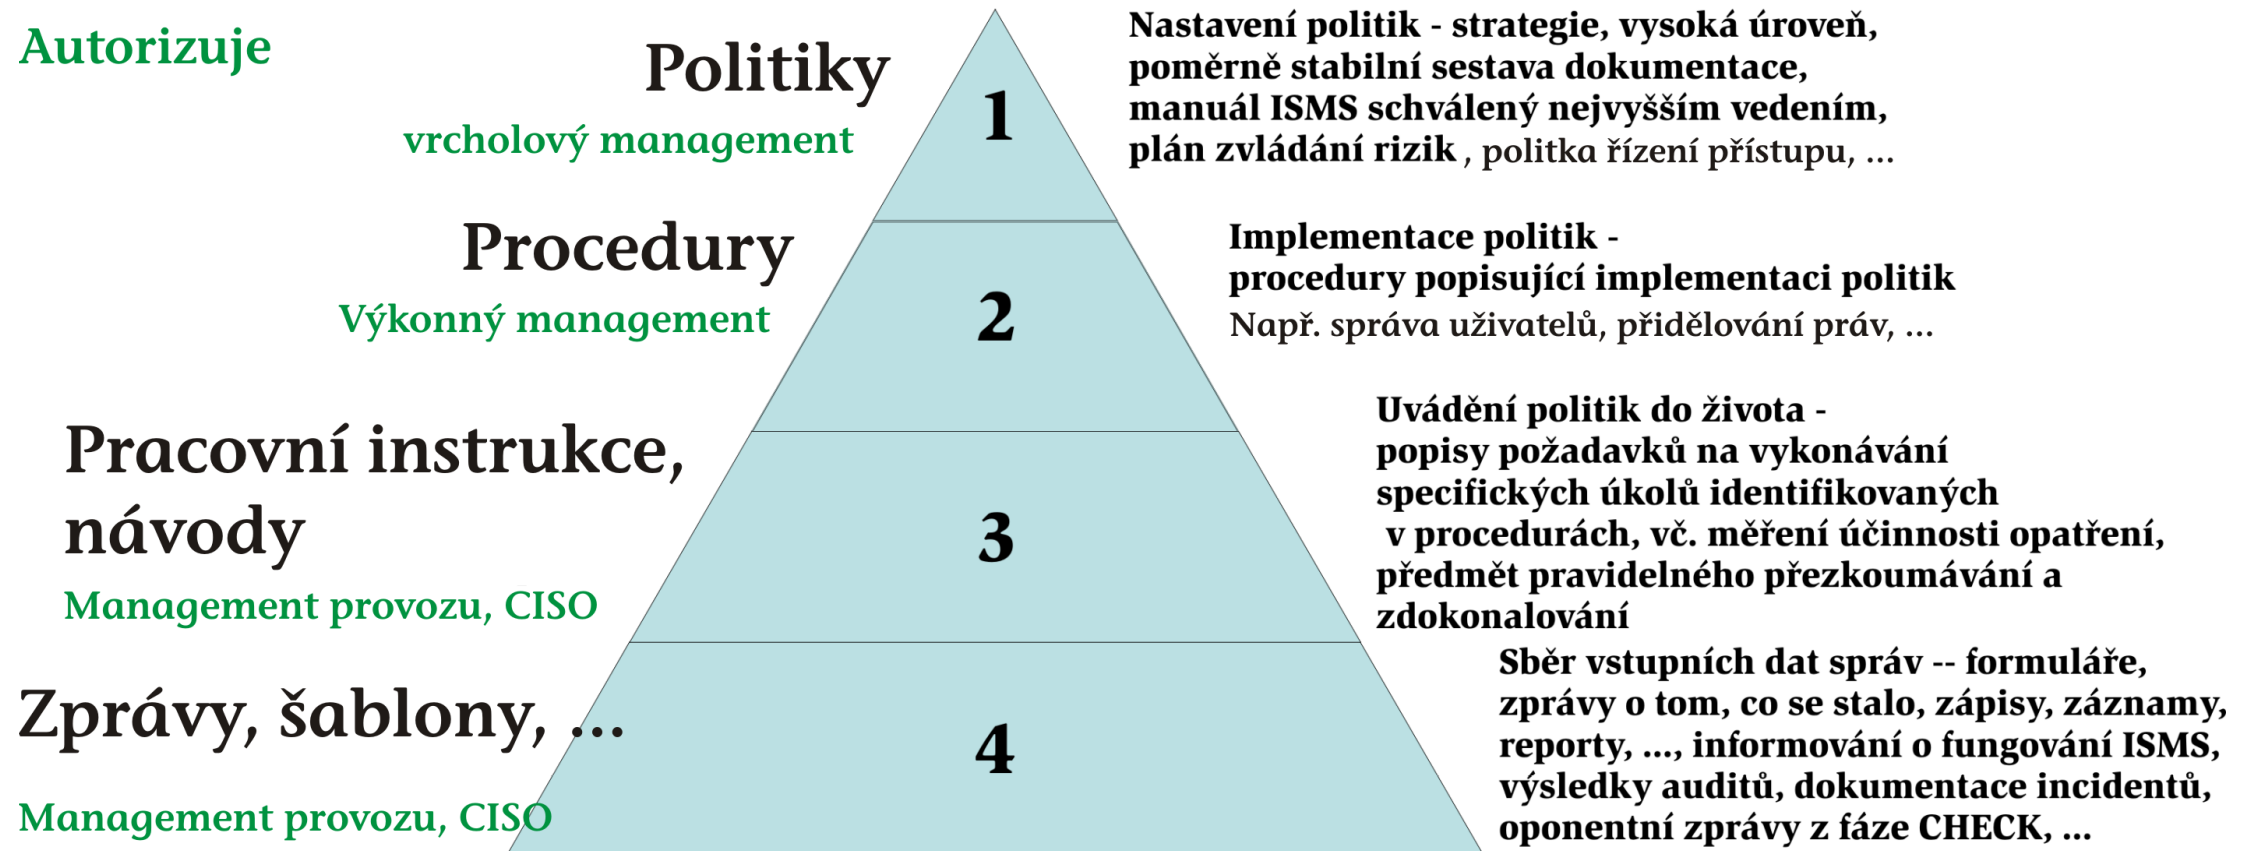 Autorizuje
Politiky
vrcholový management
1
Nastavení politik - strategie, vysoká úroveň,
poměrně stabilní sestava dokumentace,
manuál ISMS schválený nejvyšším vedením,
plán zvládání rizik , politka řízení přístupu, ...
Procedury
Výkonný management
2
Implementace politik -
procedury popisující implementaci politik
Např. správa uživatelů, přidělování práv, ...
Pracovní instrukce,
návody
Management provozu, CISO
3
Uvádění politik do života -
popisy požadavků na vykonávání
specifických úkolů identifikovaných
v procedurách, vč. měření účinnosti opatření,
předmět pravidelného přezkoumávání a
zdokonalování
Zprávy, šablony, ...
Management provozu, CISO
4
Sběr vstupních dat správ -- formuláře,
zprávy o tom, co se stalo, zápisy, záznamy,
reporty, ..., informování o fungování ISMS,
výsledky auditů, dokumentace incidentů,
oponentní zprávy z fáze CHECK, ...